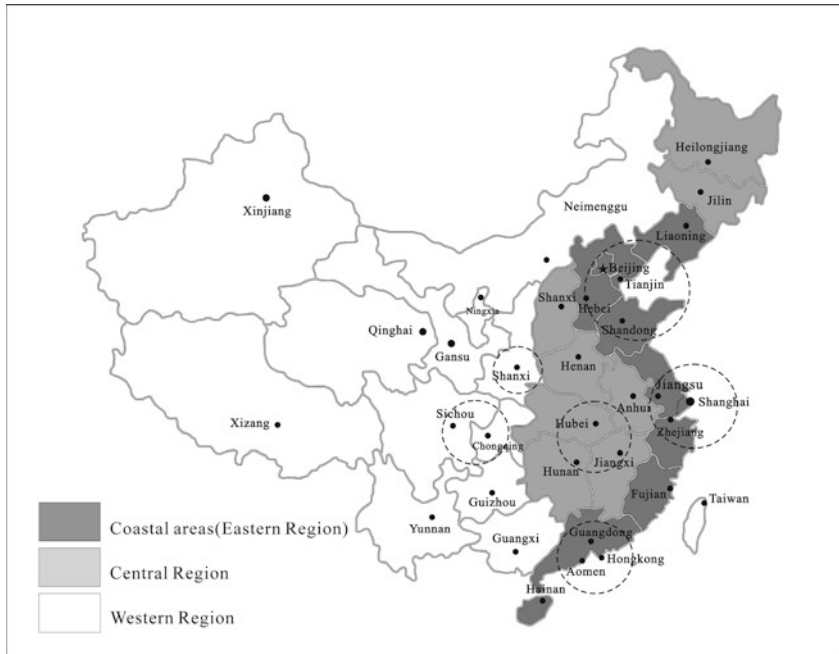 Heilongjiang
Jilin
Neimenggu
Xinjiang
Liaoning
Beijing
Tianjin
Shanxi
Hebei
Ningxia
Shandong
Qinghai
Gansu
Henan
Shanxi
Jiangsu
Shanghai
Anhui
Xizang
Sichou
Hubei
Zhejiang
Chongqing
Hunan
Jiangxi
Guizhou
Fujian
Taiwan
Yunnan
Guangxi
Guangdong
Hongkong
Aomen
Hainan
Coastal areas(Eastern Region)
Central Region
Western Region